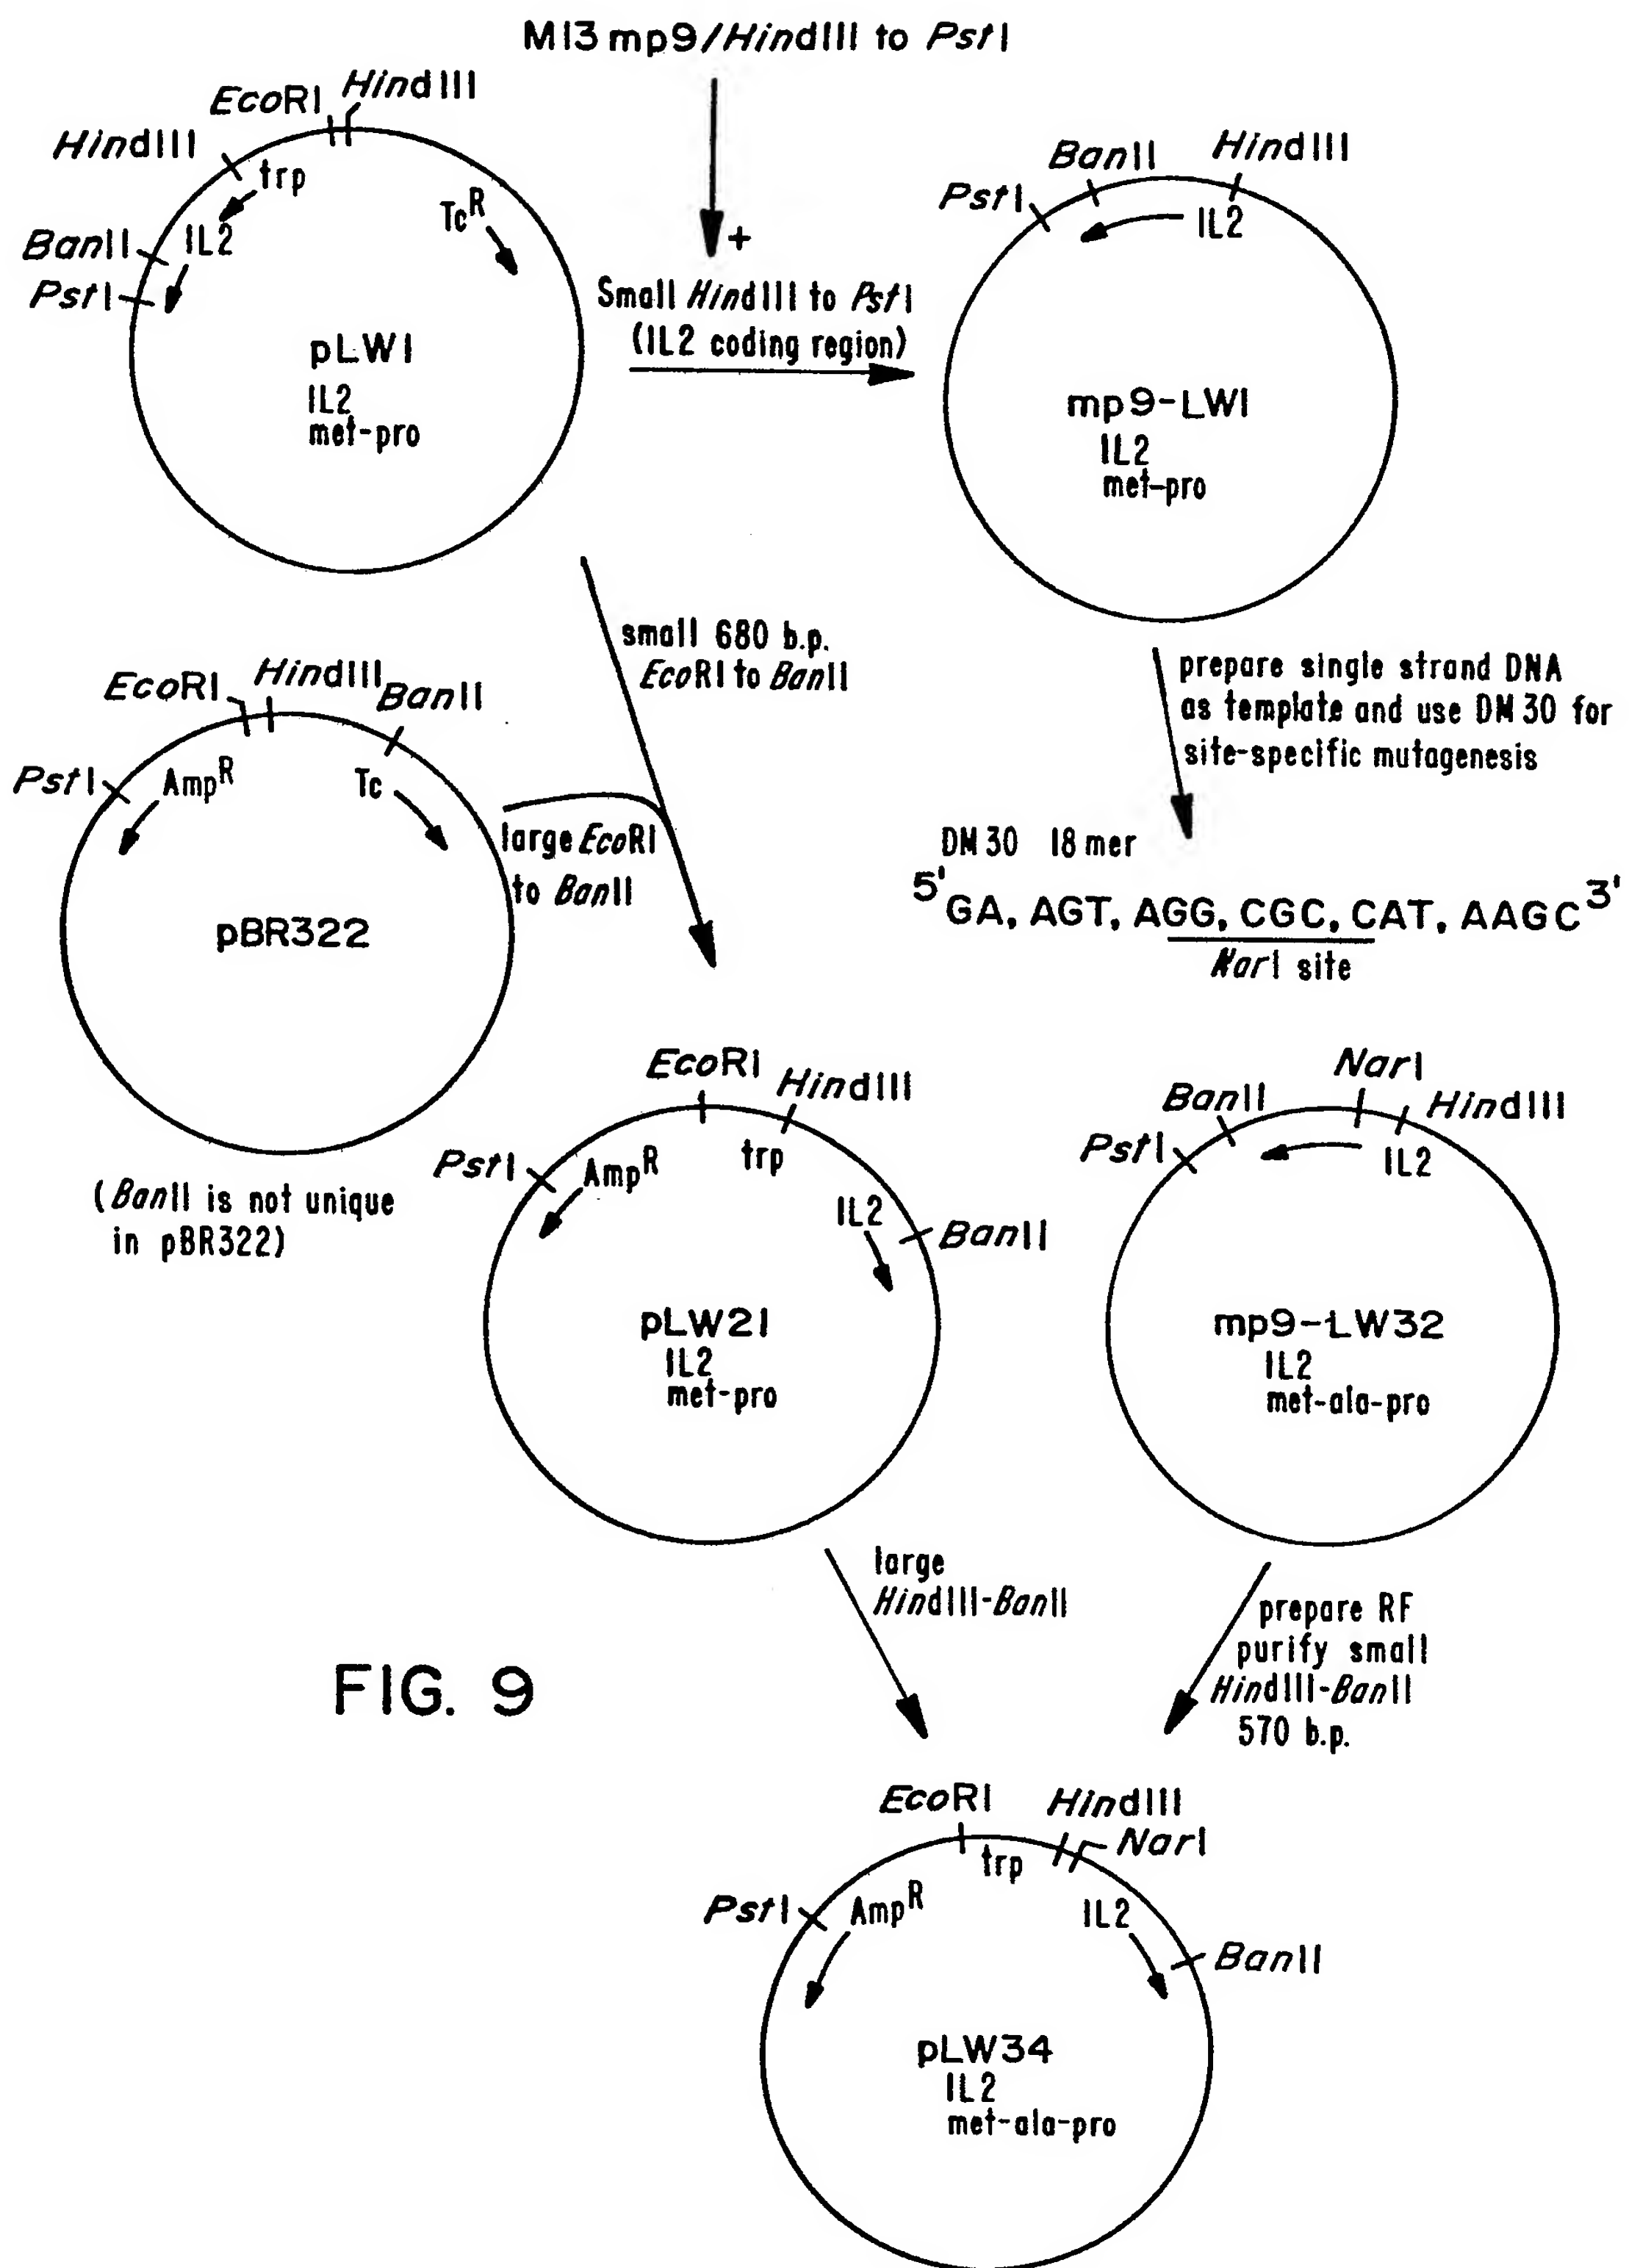 M13 mp9/HindIII to PstI
EcoRI
HindIII
HindIII
trp
BanII
IL2
PstI
TcR
pLW1
IL2
met-pro
+
Small HindIII to PstI
(IL2 coding region)
BanII
HindIII
PstI
IL2
mp9-LW1
IL2
met-pro
small 680 b.p.
EcoRI to BanII
prepare single strand DNA
as template and use DM 30 for
site-specific mutagenesis
EcoRI
HindIII
BanII
PstI
AmpR
Tc
pBR322
large EcoRI
to BanII
(BanII is not unique
in pBR322)
DM 30 18 mer
5' GA, AGT, AGG, CGC, CAT, AAGC 3'
NarI site
EcoRI
HindIII
PstI
AmpR
trp
IL2
BanII
pLW21
IL2
met-pro
NarI
BanII
HindIII
PstI
IL2
mp9-LW32
IL2
met-ala-pro
large
HindIII-BanII
prepare RF
purify small
HindIII-BanII
570 b.p.
FIG. 9
EcoRI
HindIII
NarI
trp
PstI
AmpR
IL2
BanII
pLW34
IL2
met-ala-pro